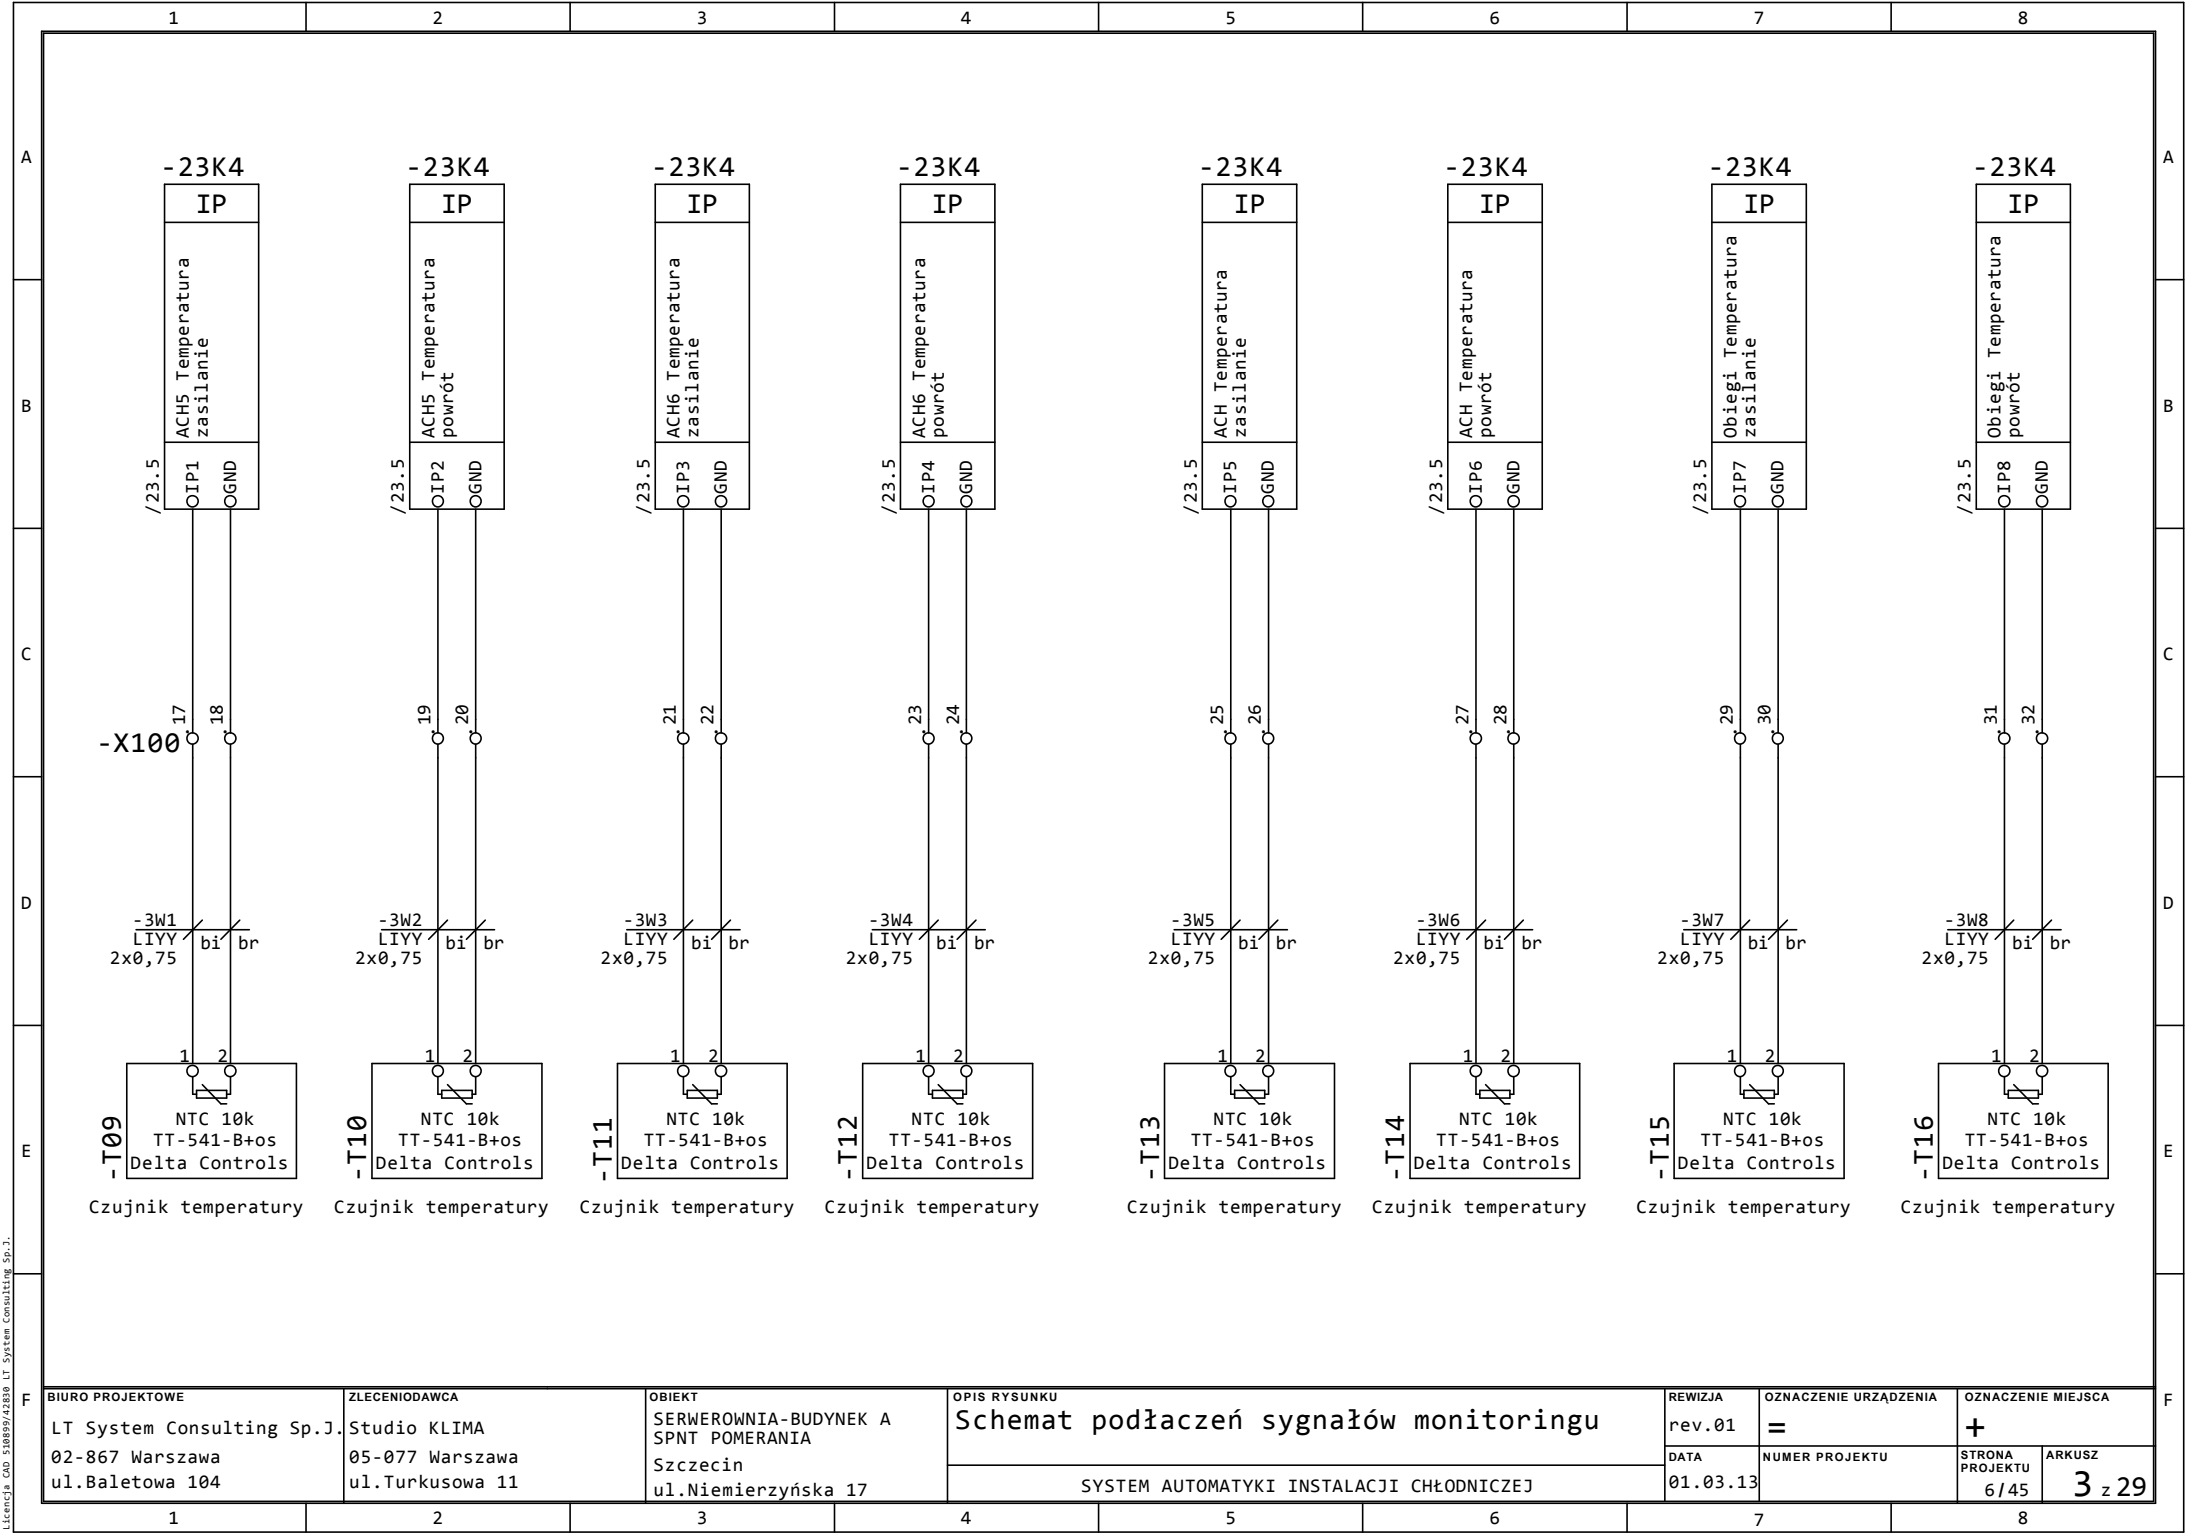 1 2 3 4 5 6 7 8
A A
-23K4 -23K4 -23K4 -23K4 -23K4 -23K4 -23K4 -23K4
IP IP IP IP IP IP IP IP
ACH5 Temperatura
zasilanie
ACH5 Temperatura
powrót
ACH6 Temperatura
zasilanie
ACH6 Temperatura
powrót
ACH Temperatura
zasilanie
ACH Temperatura
powrót
Obiegi Temperatura
zasilanie
Obiegi Temperatura
powrót
B B
/23.5 IP1 GND /23.5 IP2 GND /23.5 IP3 GND /23.5 IP4 GND /23.5 IP5 GND /23.5 IP6 GND /23.5 IP7 GND /23.5 IP8 GND
C C
17 18 19 20 21 22 23 24 25 26 27 28 29 30 31 32
-X100
D D
-3W1 -3W2 -3W3 -3W4 -3W5 -3W6 -3W7 -3W8
LIYY bi br LIYY bi br LIYY bi br LIYY bi br LIYY bi br LIYY bi br LIYY bi br LIYY bi br
2x0,75 2x0,75 2x0,75 2x0,75 2x0,75 2x0,75 2x0,75 2x0,75
1 2 1 2 1 2 1 2 1 2 1 2 1 2 1 2
-T09 -T10 -T11 -T12 -T13 -T14 -T15 -T16
NTC 10k NTC 10k NTC 10k NTC 10k NTC 10k NTC 10k NTC 10k NTC 10k
TT-541-B+os TT-541-B+os TT-541-B+os TT-541-B+os TT-541-B+os TT-541-B+os TT-541-B+os TT-541-B+os
E E
Delta Controls Delta Controls Delta Controls Delta Controls Delta Controls Delta Controls Delta Controls Delta Controls
Czujnik temperatury Czujnik temperatury Czujnik temperatury Czujnik temperatury Czujnik temperatury Czujnik temperatury Czujnik temperatury Czujnik temperatury
Licencja CAD 510899/42830 LT System Consulting Sp.J.
F F
BIURO PROJEKTOWE
LT System Consulting Sp.J.
02-867 Warszawa
ul.Baletowa 104
ZLECENIODAWCA
Studio KLIMA
05-077 Warszawa
ul.Turkusowa 11
OBIEKT
SERWEROWNIA-BUDYNEK A
SPNT POMERANIA
Szczecin
ul.Niemierzyńska 17
OPIS RYSUNKU
Schemat podłaczeń sygnałów monitoringu
SYSTEM AUTOMATYKI INSTALACJI CHŁODNICZEJ
REWIZJA
rev.01
OZNACZENIE URZĄDZENIA
=
OZNACZENIE MIEJSCA
+
DATA
01.03.13
NUMER PROJEKTU
STRONA
PROJEKTU
6/45
ARKUSZ
3 z 29
1 2 3 4 5 6 7 8